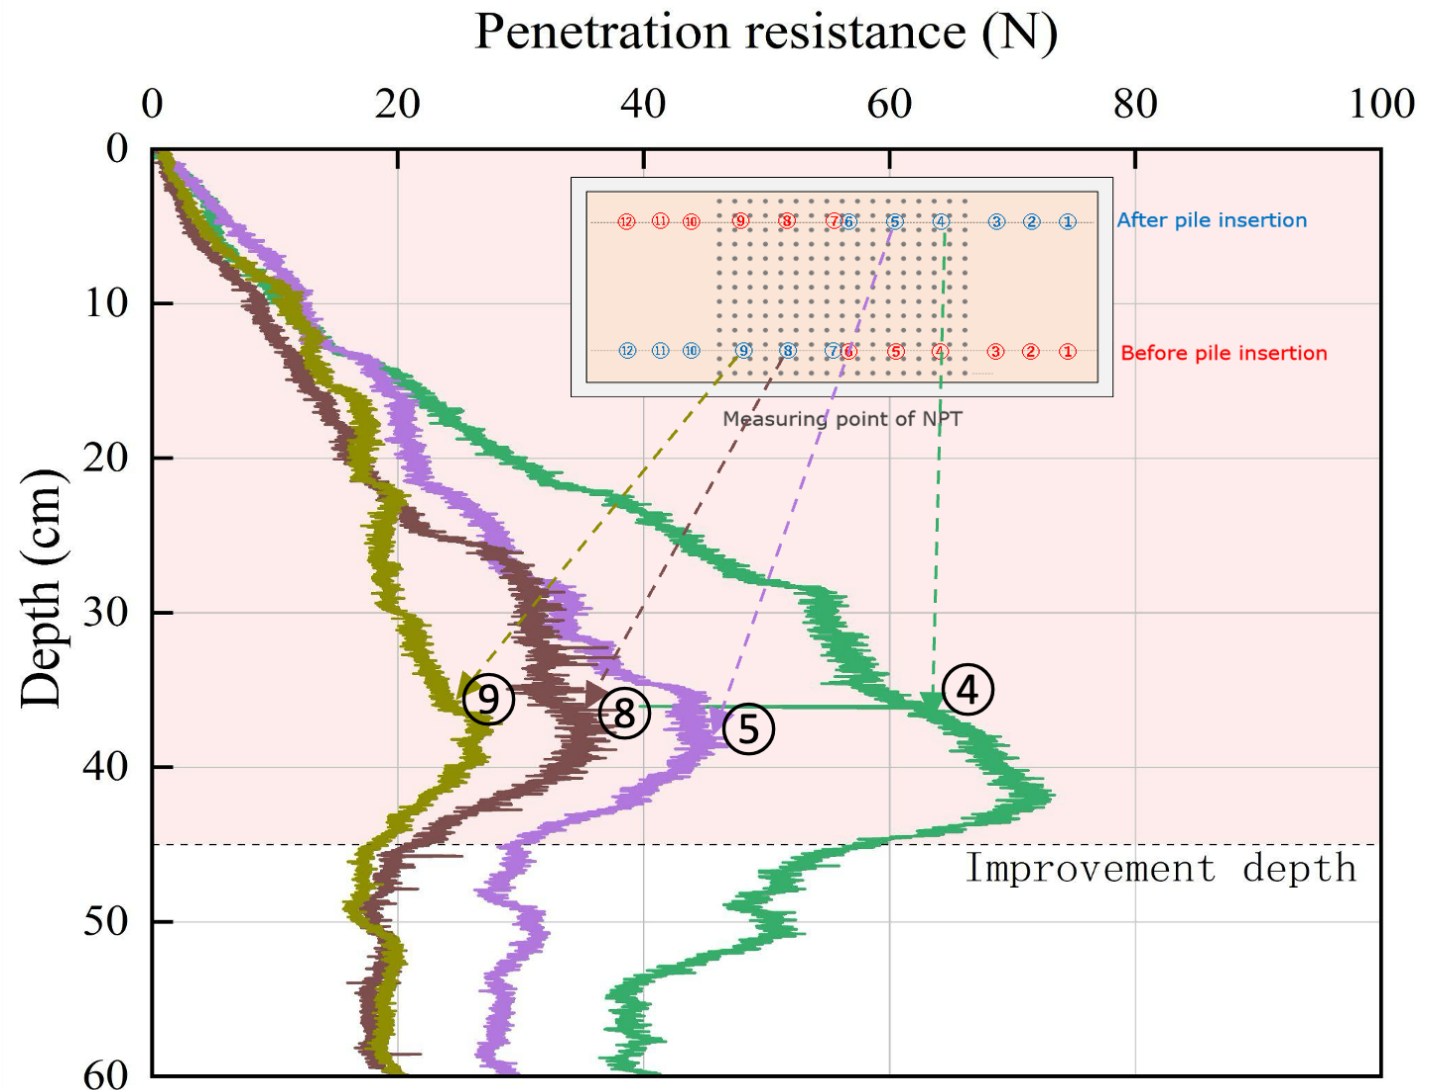 Penetration resistance (N)
0 20 40 60 80 100
0
⑫ ⑪ ⑩ ⑨ ⑧ ⑦ ⑥ ⑤ ④ ③ ② ① After pile insertion
10
⑫ ⑪ ⑩ ⑨ ⑧ ⑦ ⑥ ⑤ ④ ③ ② ① Before pile insertion
Measuring point of NPT
20
Depth (cm)
30
⑨ ⑧ ⑤ ④
40
Improvement depth
50
60